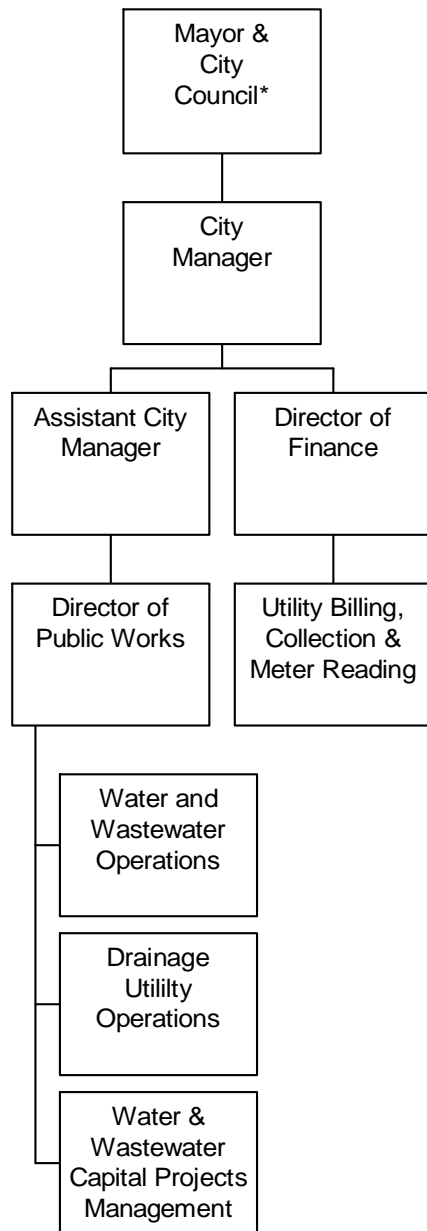 Mayor &
City
Council*
City
Manager
Assistant City
Manager
Director of
Finance
Director of
Public Works
Utility Billing,
Collection &
Meter Reading
Water and
Wastewater
Operations
Drainage
Utililty
Operations
Water &
Wastewater
Capital Projects
Management